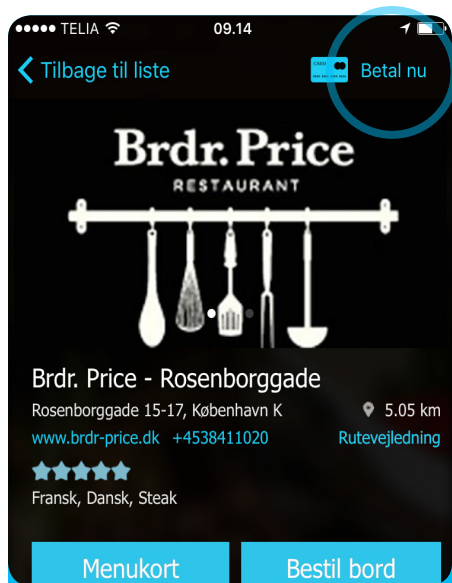 TELIA 09.14
Tilbage til liste Betal nu
Brdr. Price
RESTAURANT
Brdr. Price - Rosenborggade
Rosenborggade 15-17, København K 5.05 km
www.brdr-price.dk +4538411020 Rutevejledning
Fransk, Dansk, Steak
Menukort Bestil bord